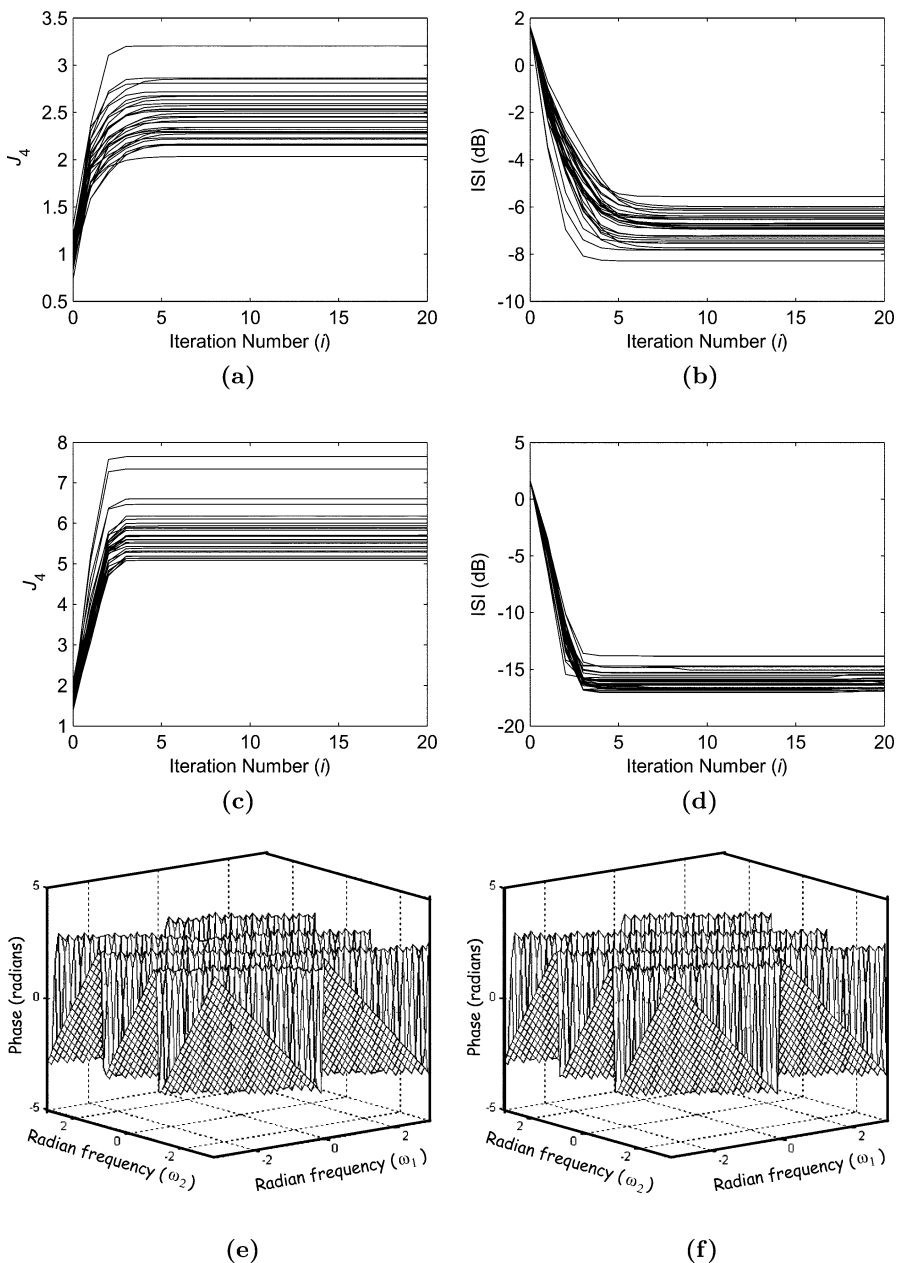 3.5
3
2.5
2
1.5
1
0.5
J4
0 5 10 15 20
Iteration Number (i)
(a)
2
0
-2
-4
-6
-8
-10
ISI (dB)
0 5 10 15 20
Iteration Number (i)
(b)
8
7
6
5
4
3
2
1
J4
0 5 10 15 20
Iteration Number (i)
(c)
5
0
-5
-10
-15
-20
ISI (dB)
0 5 10 15 20
Iteration Number (i)
(d)
5
0
-5
Phase (radians)
2
0
-2
Radian frequency (ω2)
-2
0
2
Radian frequency (ω1)
(e)
5
0
-5
Phase (radians)
2
0
-2
Radian frequency (ω2)
-2
0
2
Radian frequency (ω1)
(f)